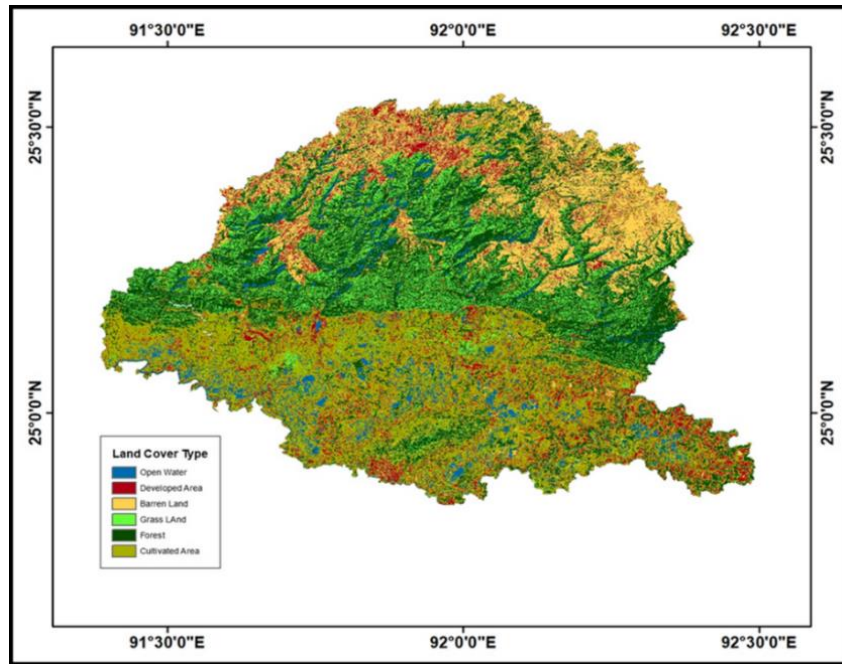 91°30'0"E 92°0'0"E 92°30'0"E
25°30'0"N 25°30'0"N
25°0'0"N 25°0'0"N
Land Cover Type
Open Water
Developed Area
Barren Land
Grass LAnd
Forest
Cultivated Area
91°30'0"E 92°0'0"E 92°30'0"E